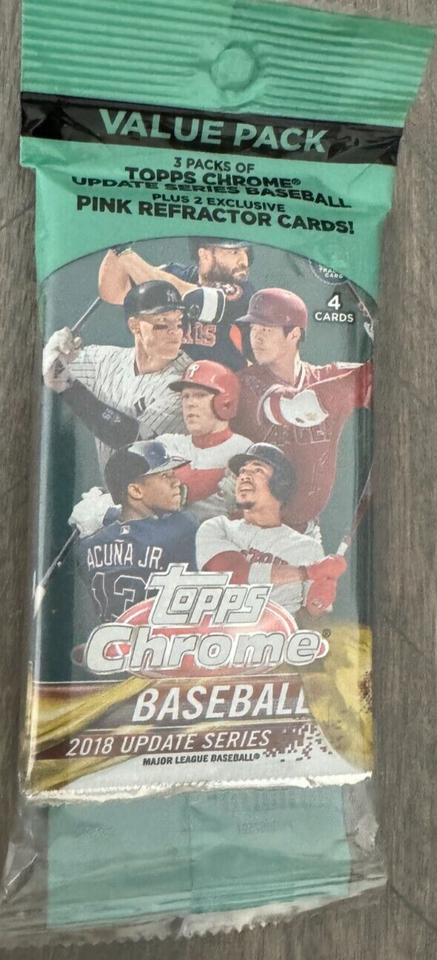 VALUE PACK
3 PACKS OF
TOPPS CHROME®
UPDATE SERIES BASEBALL
PLUS 2 EXCLUSIVE
PINK REFRACTOR CARDS!
4
CARDS
ACUÑA JR.
13
topps
Chrome®
BASEBALL
2018 UPDATE SERIES
MAJOR LEAGUE BASEBALL®